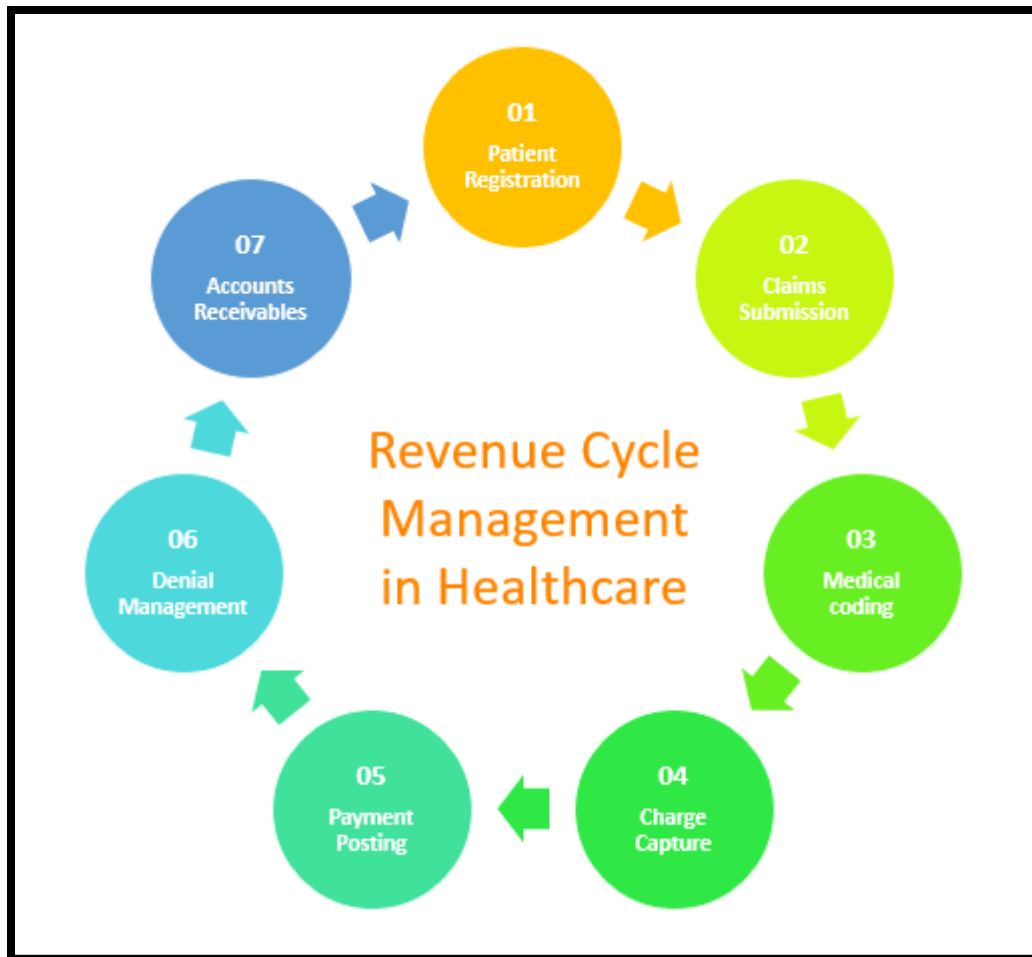 01
Patient
Registration
02
Claims
Submission
03
Medical
coding
04
Charge
Capture
05
Payment
Posting
06
Denial
Management
07
Accounts
Receivables
Revenue Cycle
Management
in Healthcare